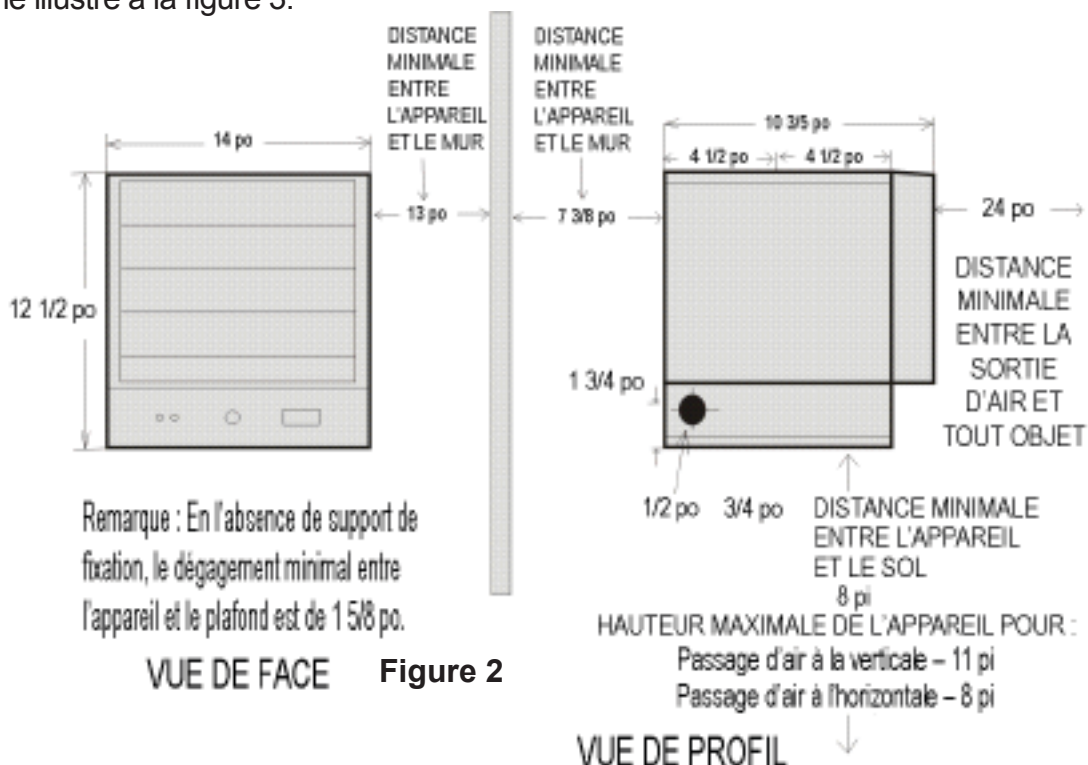 ne illustré à la figure 3.
DISTANCE
MINIMALE
ENTRE
L'APPAREIL
ET LE MUR
DISTANCE
MINIMALE
ENTRE
L'APPAREIL
ET LE MUR
14 po
13 po
7 3/8 po
10 3/5 po
4 1/2 po
4 1/2 po
24 po
12 1/2 po
DISTANCE
MINIMALE
ENTRE LA
SORTIE
D'AIR ET
TOUT OBJET
1 3/4 po
1/2 po
3/4 po
DISTANCE MINIMALE
ENTRE L'APPAREIL
ET LE SOL
8 pi
HAUTEUR MAXIMALE DE L'APPAREIL POUR :
Passage d'air à la verticale – 11 pi
Passage d'air à l'horizontale – 8 pi
Remarque : En l'absence de support de
fixation, le dégagement minimal entre
l'appareil et le plafond est de 1 5/8 po.
VUE DE FACE
Figure 2
VUE DE PROFIL